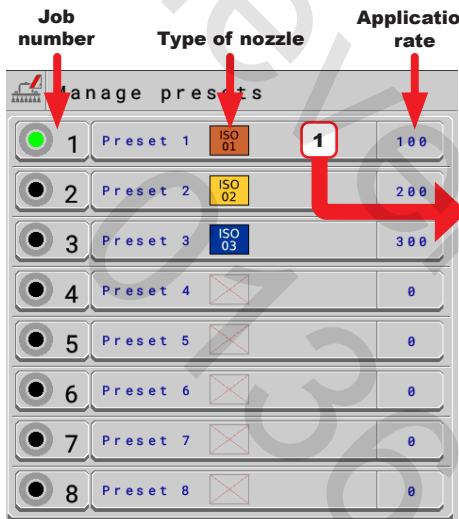 Job number
Type of nozzle
Applicatio
rate
Manage presets
1 Preset 1 ISO 01 1 100
2 Preset 2 ISO 02 200
3 Preset 3 ISO 03 300
4 Preset 4 0
5 Preset 5 0
6 Preset 6 0
7 Preset 7 0
8 Preset 8 0